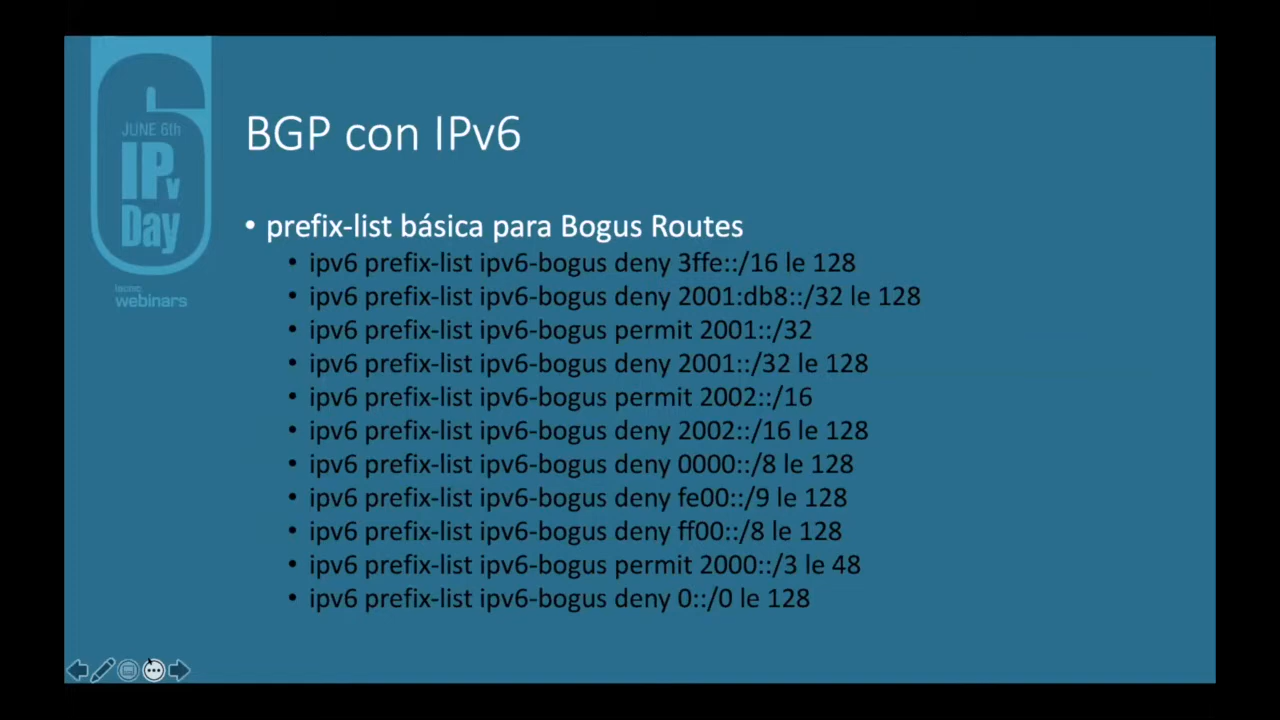 JUNE 6th
IPv
Day
lacnic
webinars
BGP con IPv6
• prefix-list básica para Bogus Routes
• ipv6 prefix-list ipv6-bogus deny 3ffe::/16 le 128
• ipv6 prefix-list ipv6-bogus deny 2001:db8::/32 le 128
• ipv6 prefix-list ipv6-bogus permit 2001::/32
• ipv6 prefix-list ipv6-bogus deny 2001::/32 le 128
• ipv6 prefix-list ipv6-bogus permit 2002::/16
• ipv6 prefix-list ipv6-bogus deny 2002::/16 le 128
• ipv6 prefix-list ipv6-bogus deny 0000::/8 le 128
• ipv6 prefix-list ipv6-bogus deny fe00::/9 le 128
• ipv6 prefix-list ipv6-bogus deny ff00::/8 le 128
• ipv6 prefix-list ipv6-bogus permit 2000::/3 le 48
• ipv6 prefix-list ipv6-bogus deny 0::/0 le 128